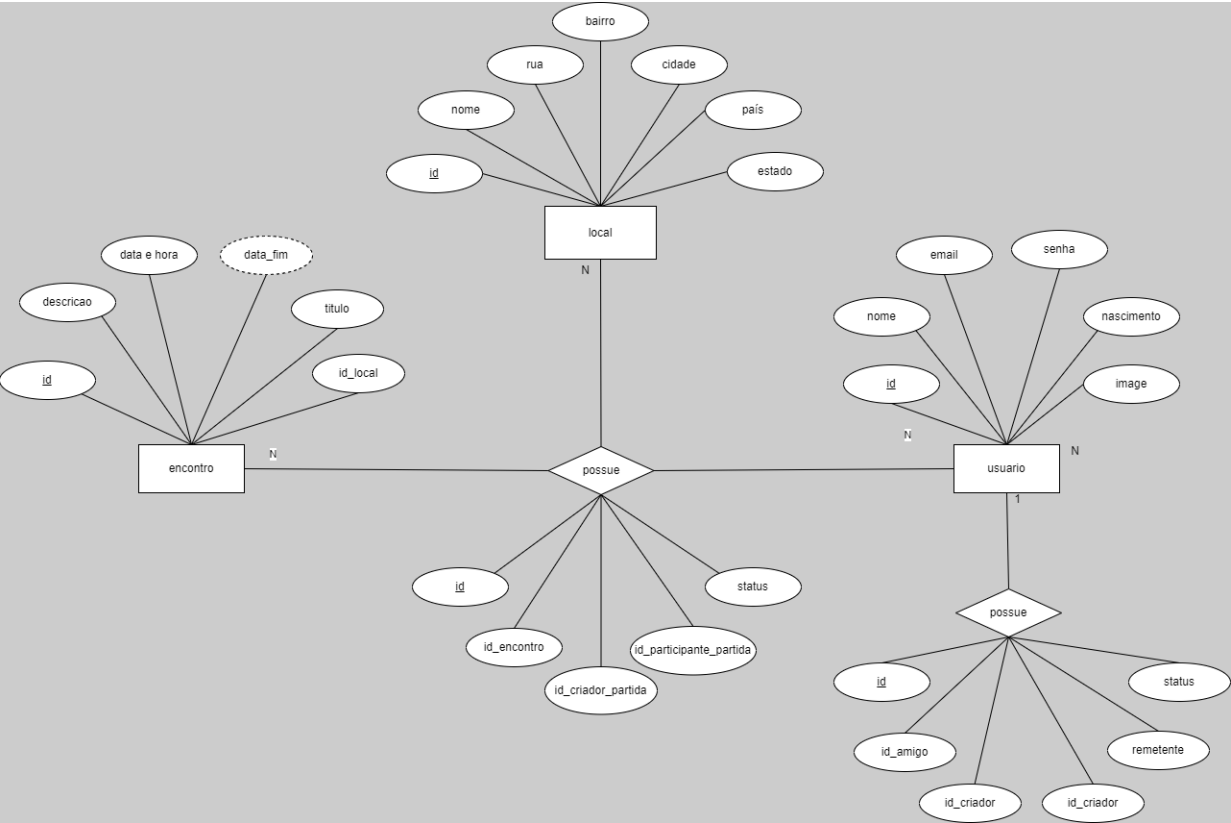 bairro
rua
cidade
nome
país
id
estado
local
N
data e hora
data_fim
descricao
titulo
id
id_local
encontro
N
email
senha
nome
nascimento
id
image
N
usuario
N
1
possue
id
status
id_encontro
id_participante_partida
id_criador_partida
possue
id
status
id_amigo
remetente
id_criador
id_criador